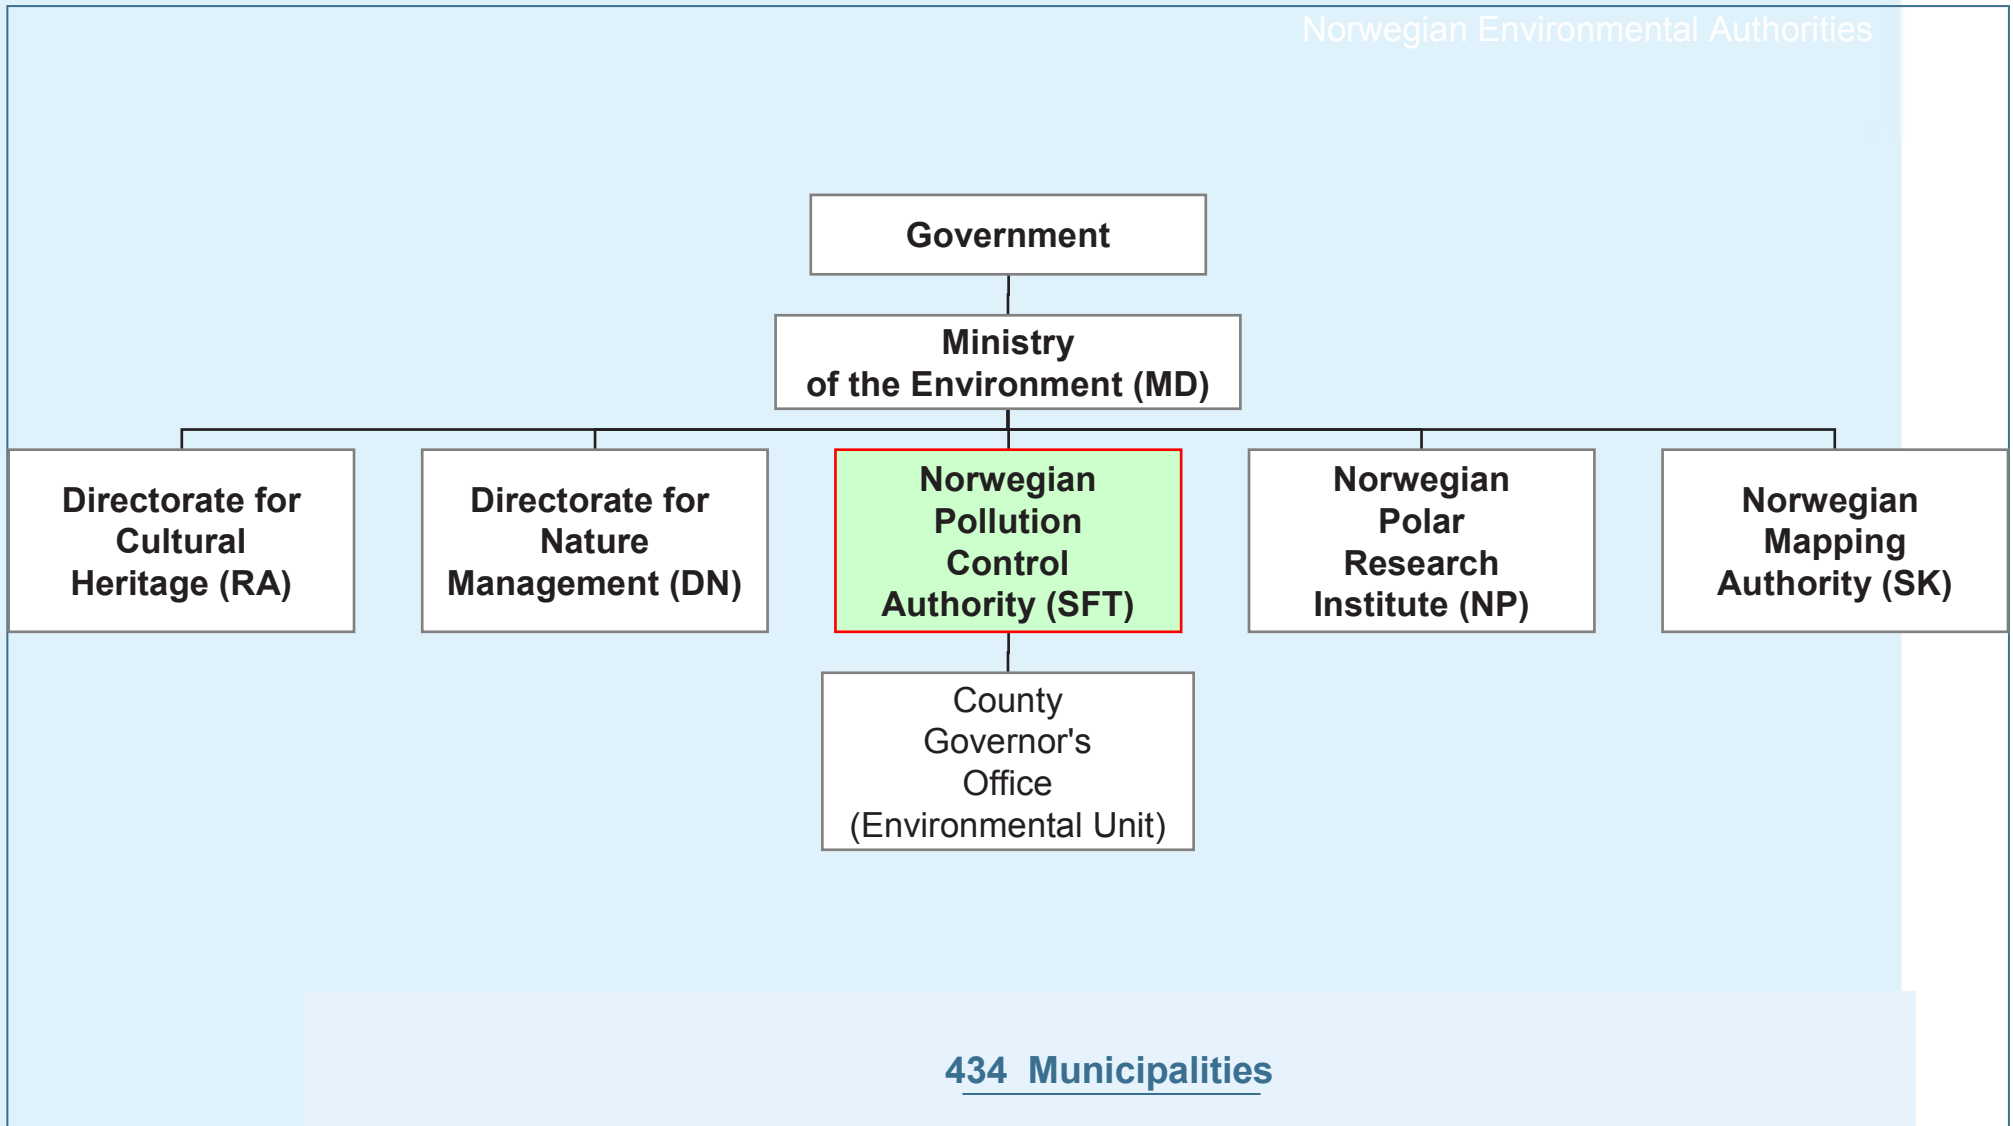 Norwegian Environmental Authorities
Government
Ministry
of the Environment (MD)
Directorate for
Cultural
Heritage (RA)
Directorate for
Nature
Management (DN)
Norwegian
Pollution
Control
Authority (SFT)
Norwegian
Polar
Research
Institute (NP)
Norwegian
Mapping
Authority (SK)
County
Governor's
Office
(Environmental Unit)
434  Municipalities